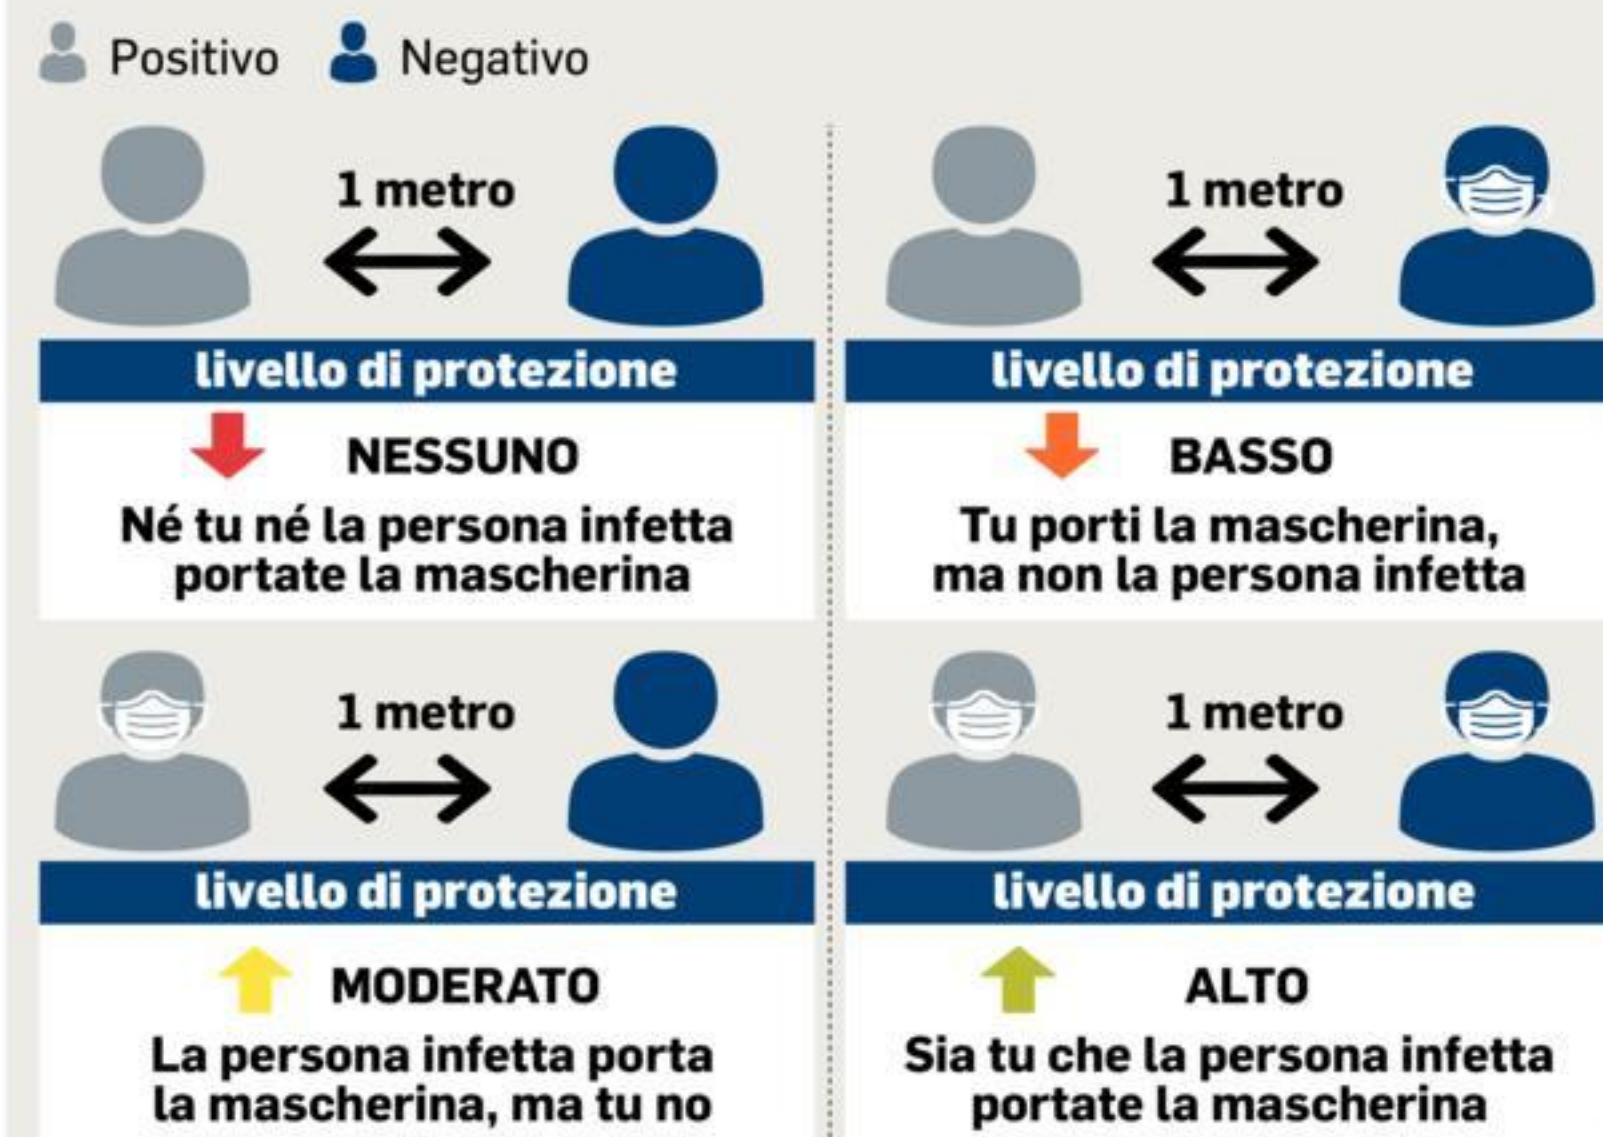 Positivo Negativo
1 metro
livello di protezione
NESSUNO
Né tu né la persona infetta
portate la mascherina
1 metro
livello di protezione
BASSO
Tu porti la mascherina,
ma non la persona infetta
1 metro
livello di protezione
MODERATO
La persona infetta porta
la mascherina, ma tu no
1 metro
livello di protezione
ALTO
Sia tu che la persona infetta
portate la mascherina